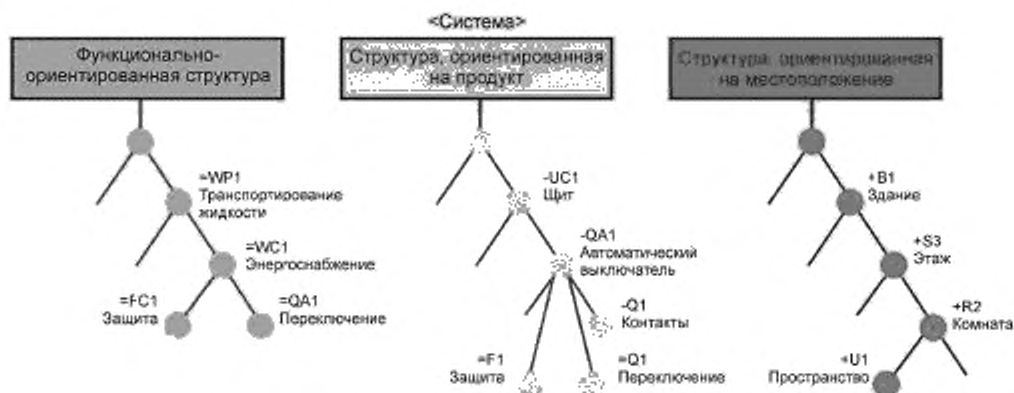 <Система>
Функционально-
ориентированная структура
=WP1
Транспортирование
жидкости
=WC1
Энергоснабжение
=FC1
Защита
=QA1
Переключение
Структура, ориентированная
на продукт
-UC1
Щит
-QA1
Автоматический
выключатель
-Q1
Контакты
=F1
Защита
=Q1
Переключение
Структура, ориентированная
на местоположение
+B1
Здание
+S3
Этаж
+R2
Комната
+U1
Пространство